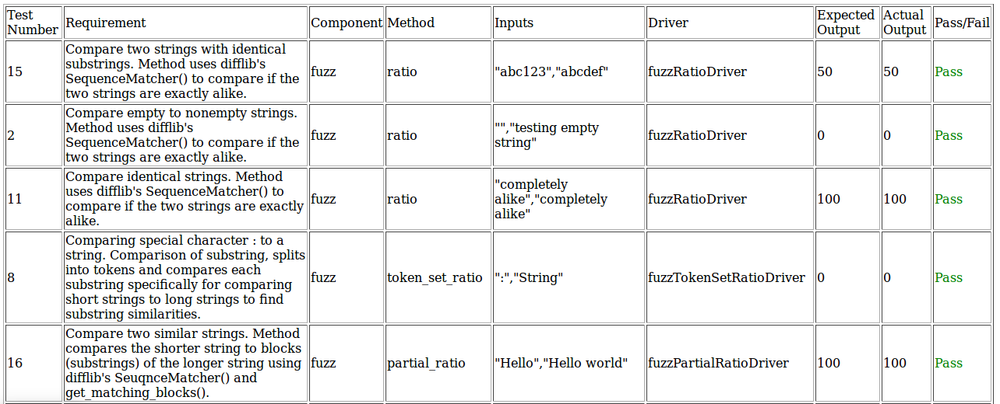 Test Number Requirement Component Method Inputs Driver Expected Output Actual Output Pass/Fail
15
Compare two strings with identical
substrings. Method uses difflib's
SequenceMatcher() to compare if the
two strings are exactly alike.
fuzz
ratio
"abc123","abcdef"
fuzzRatioDriver
50
50
Pass
2
Compare empty to nonempty strings.
Method uses difflib's
SequenceMatcher() to compare if the
two strings are exactly alike.
fuzz
ratio
"","testing empty
string"
fuzzRatioDriver
0
0
Pass
11
Compare identical strings. Method
uses difflib's SequenceMatcher() to
compare if the two strings are exactly
alike.
fuzz
ratio
"completely
alike","completely
alike"
fuzzRatioDriver
100
100
Pass
8
Comparing special character : to a
string. Comparison of substring, splits
into tokens and compares each
substring specifically for comparing
short strings to long strings to find
substring similarities.
fuzz
token_set_ratio
":","String"
fuzzTokenSetRatioDriver
0
0
Pass
16
Compare two similar strings. Method
compares the shorter string to blocks
(substrings) of the longer string using
difflib's SeuqnceMatcher() and
get_matching_blocks().
fuzz
partial_ratio
"Hello","Hello world"
fuzzPartialRatioDriver
100
100
Pass